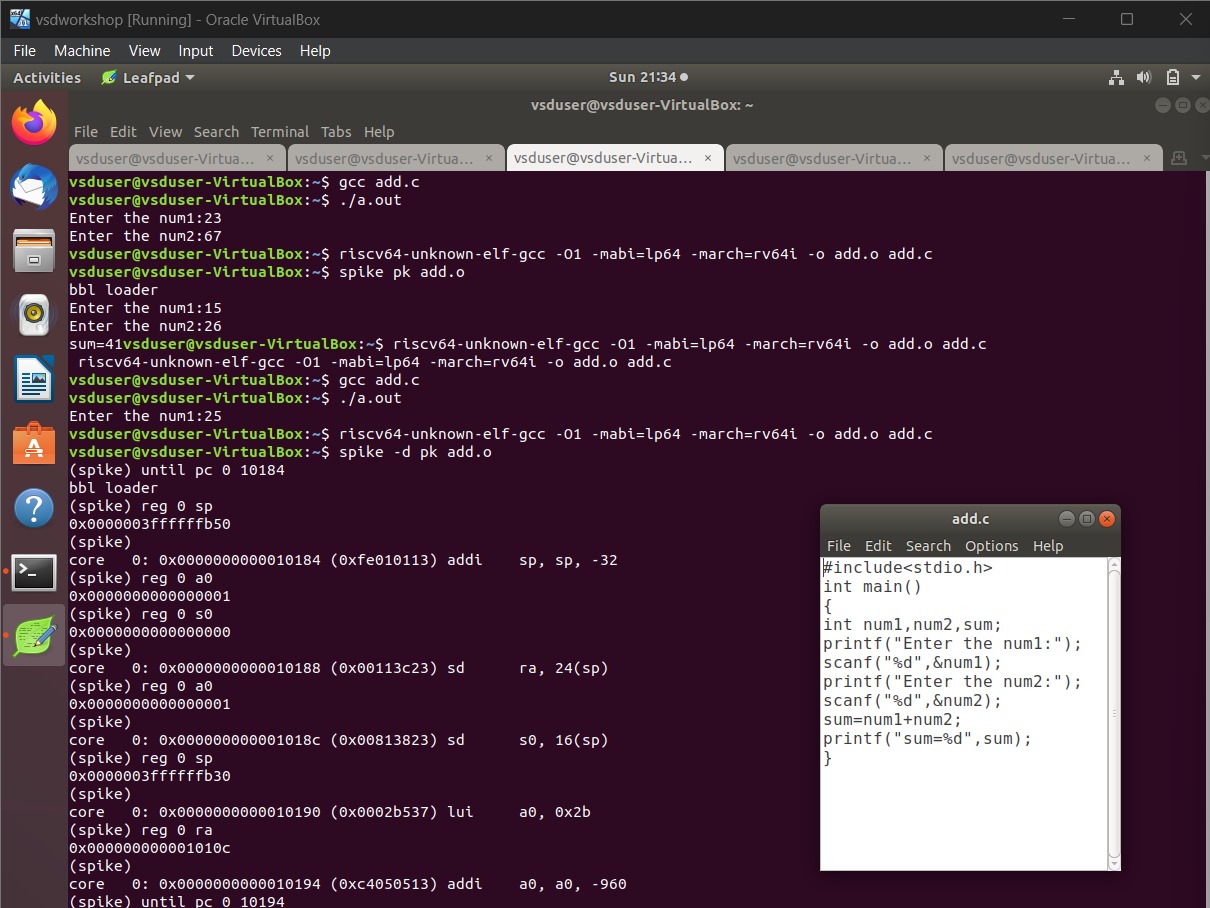 vsdworkshop [Running] - Oracle VirtualBox
File Machine View Input Devices Help
Activities Leafpad Sun 21:34
vsduser@vsduser-VirtualBox: ~
File Edit View Search Terminal Tabs Help
vsduser@vsduser-Virtua... × vsduser@vsduser-Virtua... × vsduser@vsduser-Virtua... × vsduser@vsduser-Virtua... × vsduser@vsduser-Virtua... ×
vsduser@vsduser-VirtualBox:~$ gcc add.c
vsduser@vsduser-VirtualBox:~$ ./a.out
Enter the num1:23
Enter the num2:67
vsduser@vsduser-VirtualBox:~$ riscv64-unknown-elf-gcc -O1 -mabi=lp64 -march=rv64i -o add.o add.c
vsduser@vsduser-VirtualBox:~$ spike pk add.o
bbl loader
Enter the num1:15
Enter the num2:26
sum=41vsduser@vsduser-VirtualBox:~$ riscv64-unknown-elf-gcc -O1 -mabi=lp64 -march=rv64i -o add.o add.c
riscv64-unknown-elf-gcc -O1 -mabi=lp64 -march=rv64i -o add.o add.c
vsduser@vsduser-VirtualBox:~$ gcc add.c
vsduser@vsduser-VirtualBox:~$ ./a.out
Enter the num1:25
vsduser@vsduser-VirtualBox:~$ riscv64-unknown-elf-gcc -O1 -mabi=lp64 -march=rv64i -o add.o add.c
vsduser@vsduser-VirtualBox:~$ spike -d pk add.o
(spike) until pc 0 10184
bbl loader
(spike) reg 0 sp
0x0000003ffffffb50
(spike)
core   0: 0x0000000000010184 (0xfe010113) addi    sp, sp, -32
(spike) reg 0 a0
0x0000000000000001
(spike) reg 0 s0
0x0000000000000000
(spike)
core   0: 0x0000000000010188 (0x00113c23) sd      ra, 24(sp)
(spike) reg 0 a0
0x0000000000000001
(spike)
core   0: 0x000000000001018c (0x00813823) sd      s0, 16(sp)
(spike) reg 0 sp
0x0000003ffffffb30
(spike)
core   0: 0x0000000000010190 (0x0002b537) lui     a0, 0x2b
(spike) reg 0 ra
0x000000000001010c
(spike)
core   0: 0x0000000000010194 (0xc4050513) addi    a0, a0, -960
(spike) until pc 0 10194
add.c
File Edit Search Options Help
#include<stdio.h>
int main()
{
int num1,num2,sum;
printf("Enter the num1:");
scanf("%d",&num1);
printf("Enter the num2:");
scanf("%d",&num2);
sum=num1+num2;
printf("sum=%d",sum);
}